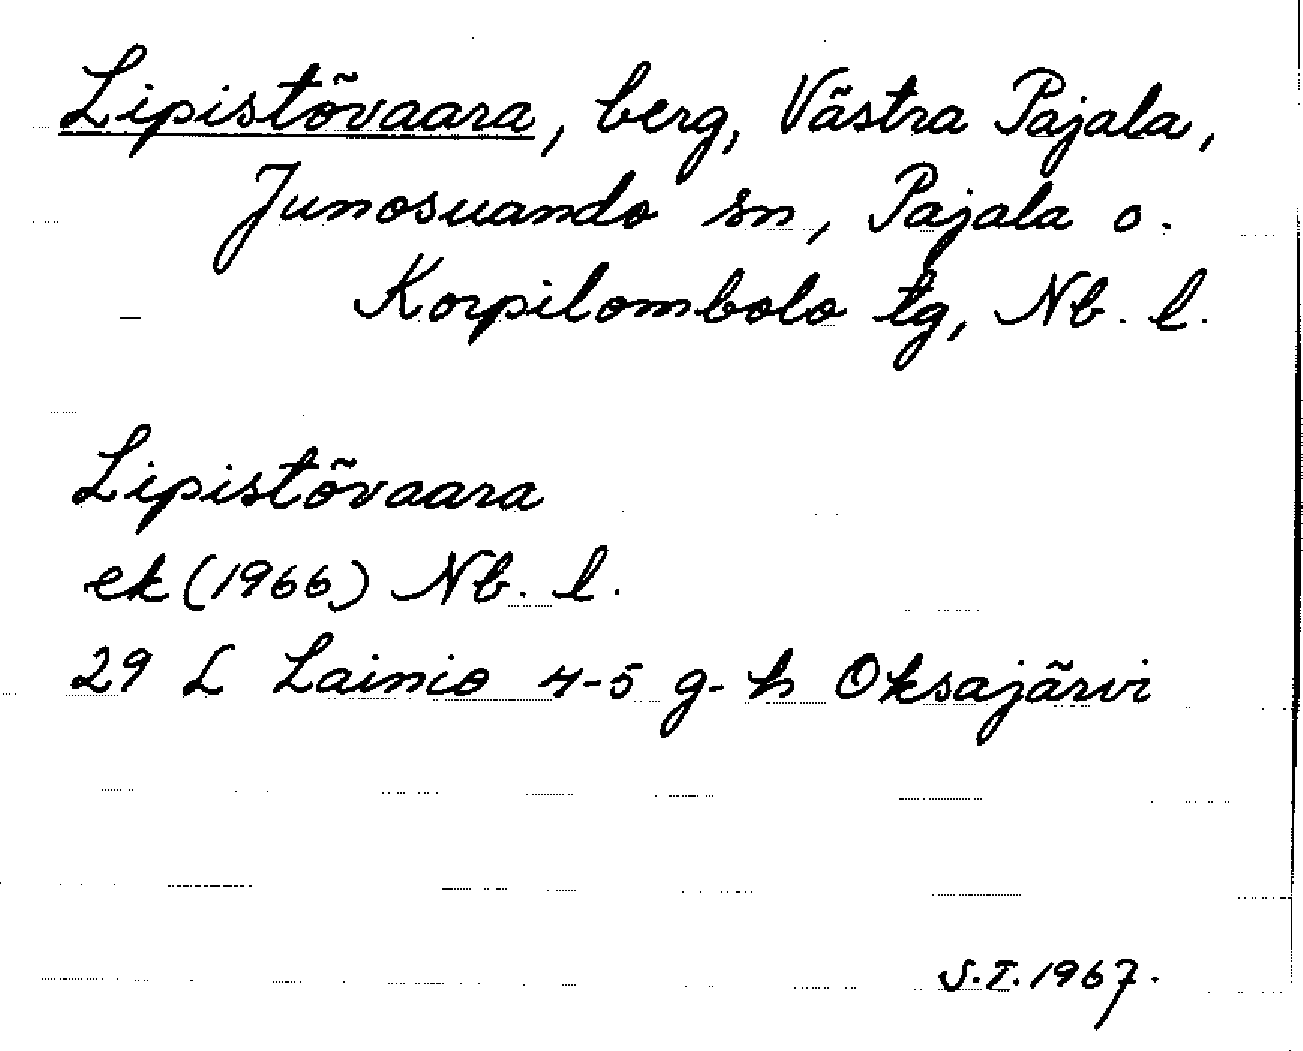 Lipistövaara, berg, Västra Pajala,
Junosuando sn, Pajala o.
Korpilombolo tg, Nb. l.
Lipistövaara
ek (1966) Nb. l.
29 L Lainio 4-5 g-h Oksajärvi
S.I. 1967.